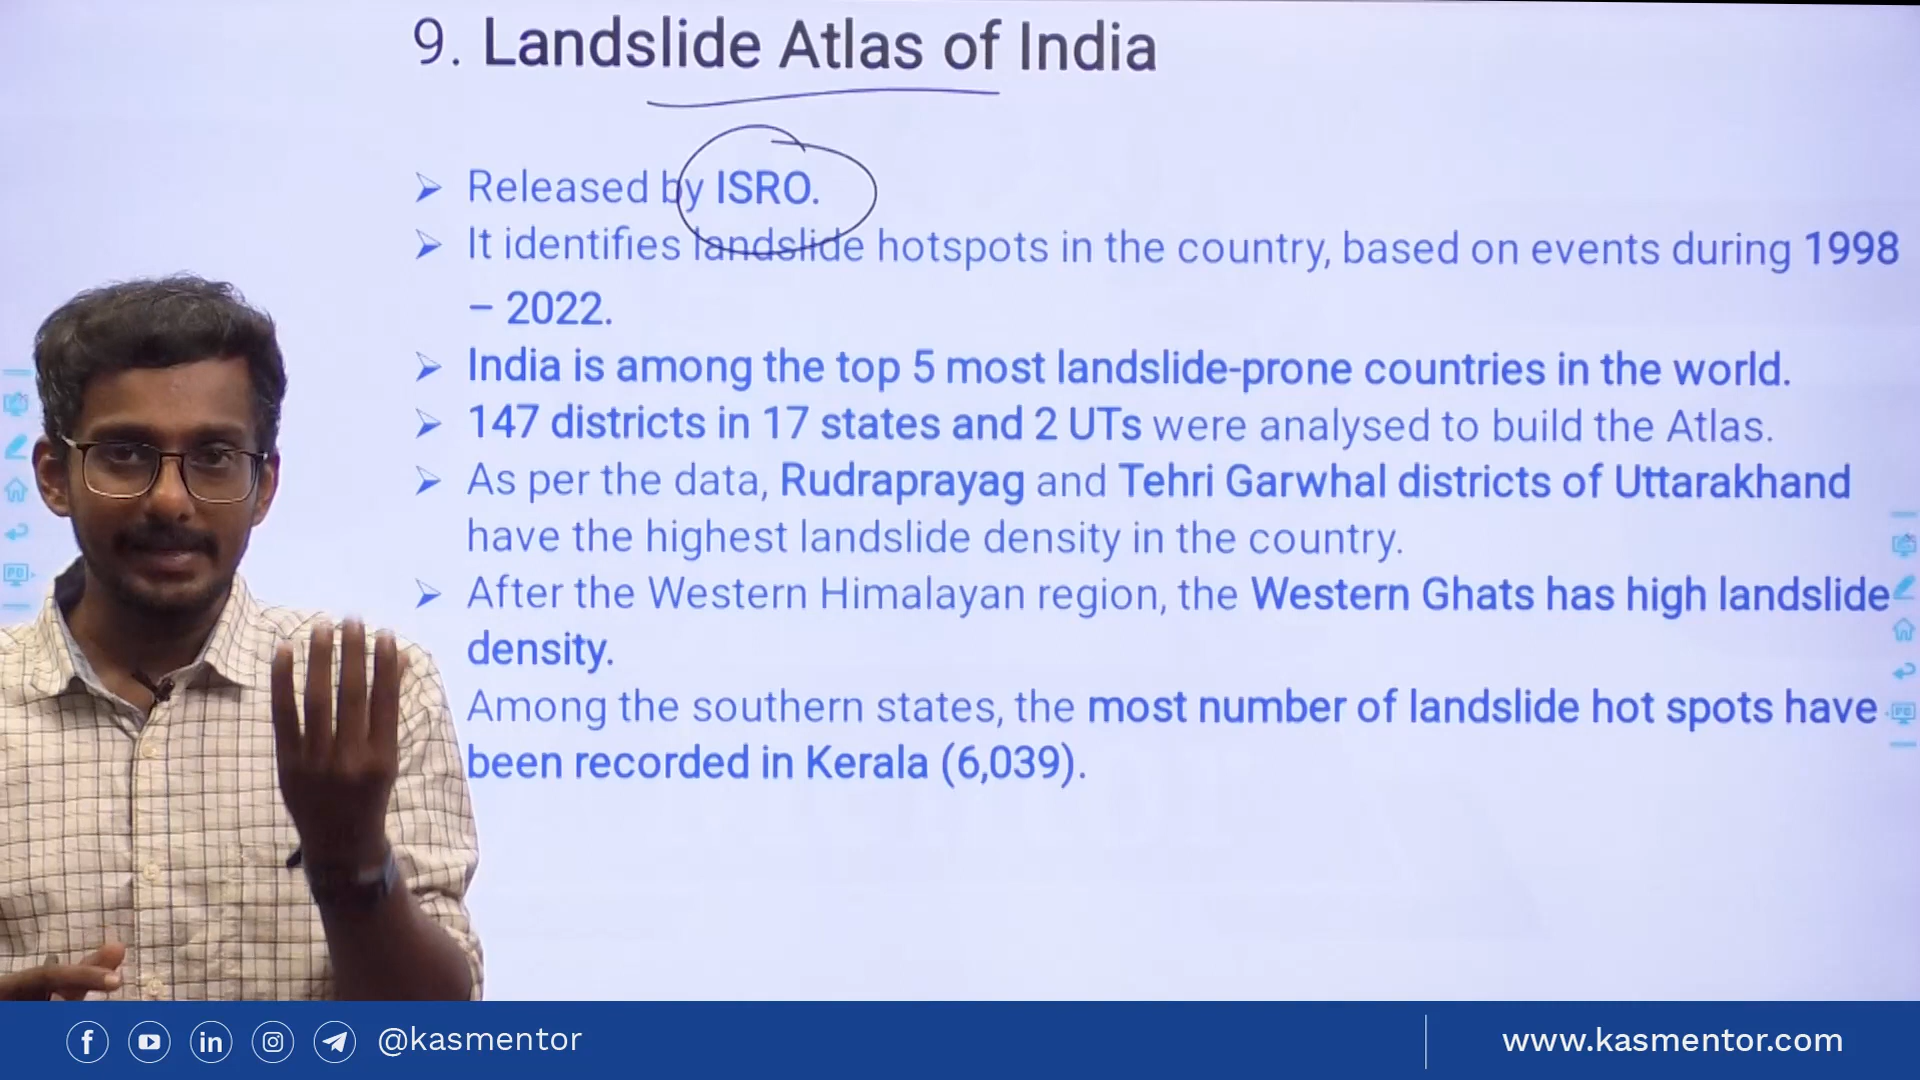 9. Landslide Atlas of India
➢ Released by ISRO.
➢ It identifies landslide hotspots in the country, based on events during 1998
– 2022.
➢ India is among the top 5 most landslide-prone countries in the world.
➢ 147 districts in 17 states and 2 UTs were analysed to build the Atlas.
➢ As per the data, Rudraprayag and Tehri Garwhal districts of Uttarakhand
have the highest landslide density in the country.
➢ After the Western Himalayan region, the Western Ghats has high landslide
density.
Among the southern states, the most number of landslide hot spots have
been recorded in Kerala (6,039).
@kasmentor
www.kasmentor.com